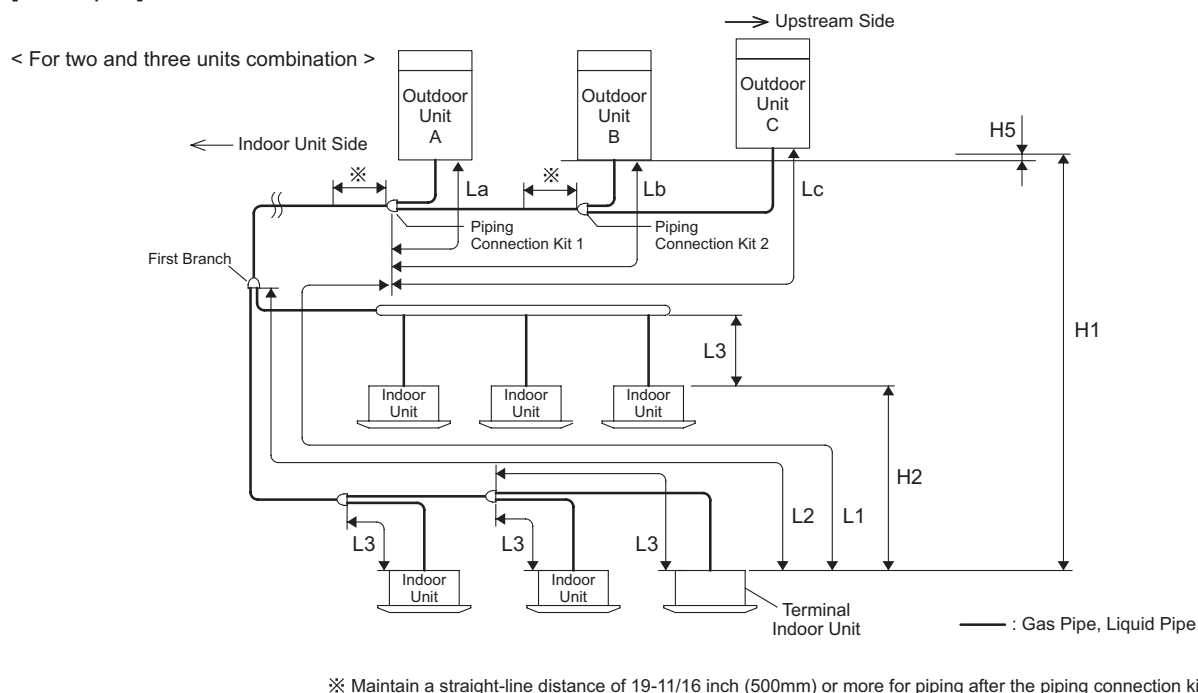 → Upstream Side
< For two and three units combination >
Outdoor
Unit
A
Outdoor
Unit
B
Outdoor
Unit
C
H5
← Indoor Unit Side
※
※
La
Lb
Lc
Piping
Connection Kit 1
Piping
Connection Kit 2
First Branch
H1
L3
Indoor
Unit
Indoor
Unit
Indoor
Unit
H2
L2
L1
L3
L3
L3
Indoor
Unit
Indoor
Unit
Terminal
Indoor Unit
: Gas Pipe, Liquid Pipe
※ Maintain a straight-line distance of 19-11/16 inch (500mm) or more for piping after the piping connection